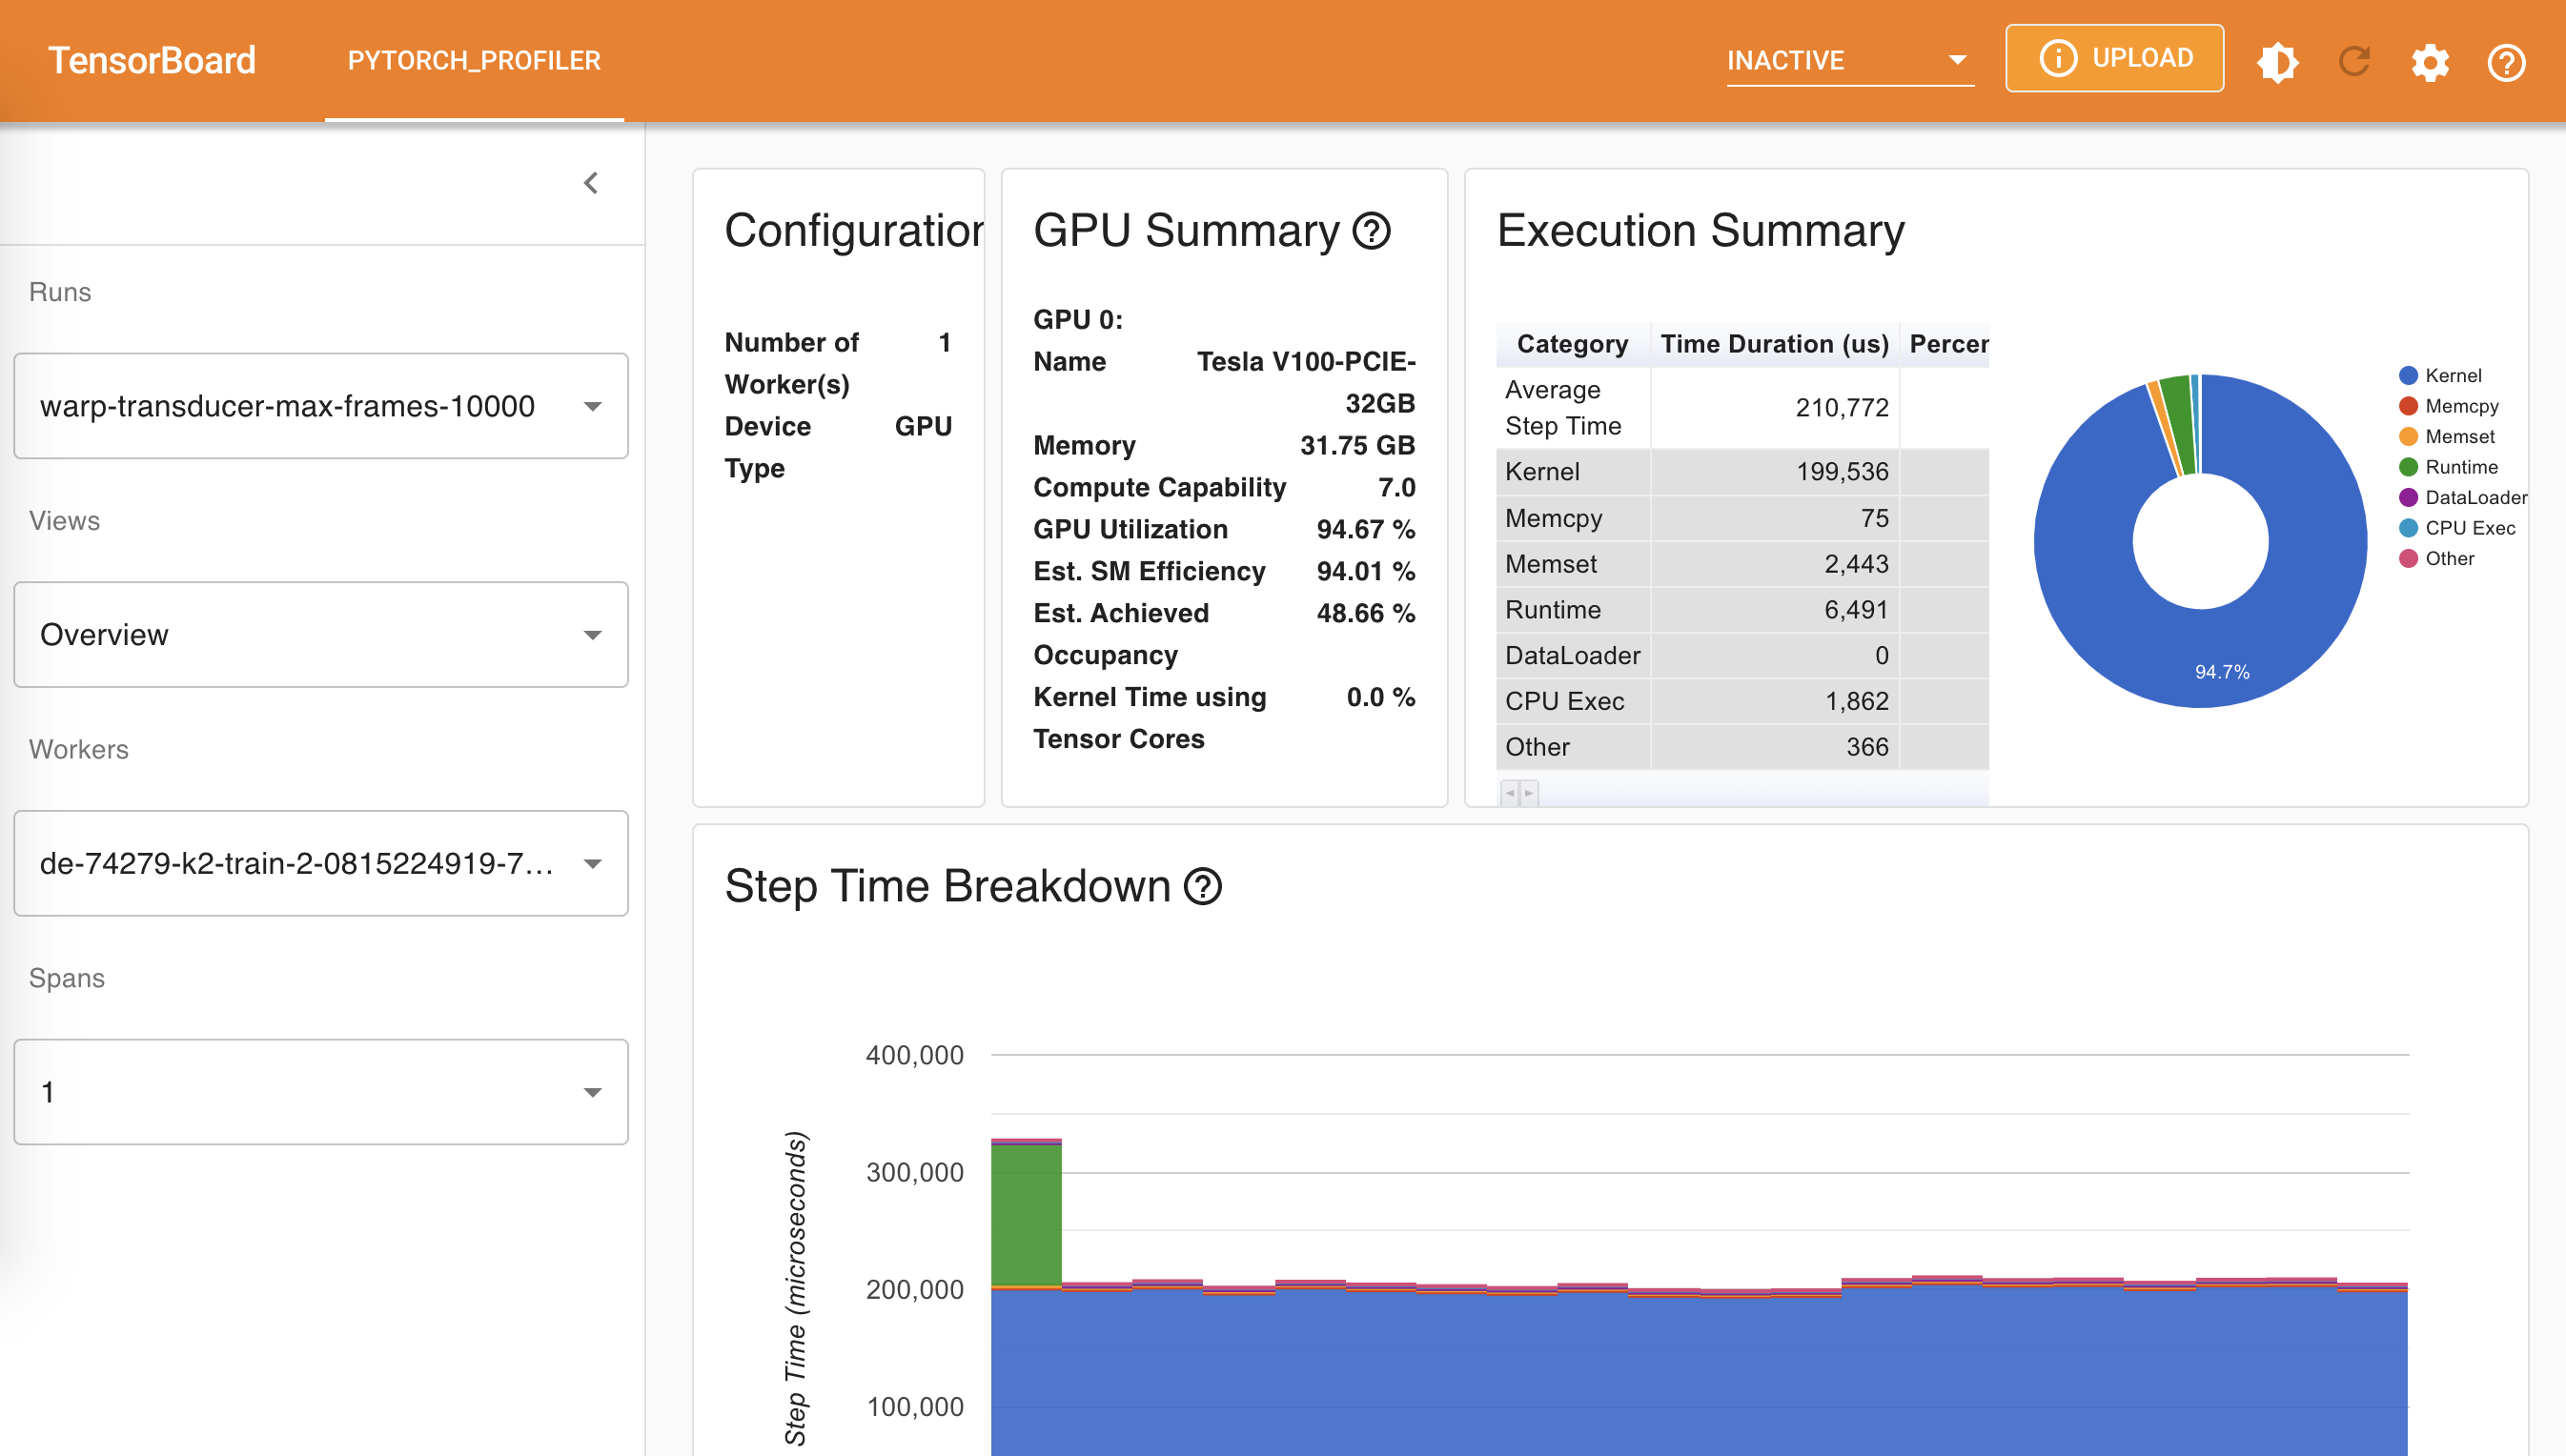 TensorBoard
PYTORCH_PROFILER
INACTIVE
UPLOAD
Runs
warp-transducer-max-frames-10000
Views
Overview
Workers
de-74279-k2-train-2-0815224919-7...
Spans
1
Configuration
Number of Worker(s) 1
Device Type GPU
GPU Summary
GPU 0:
Name Tesla V100-PCIE-
32GB
Memory 31.75 GB
Compute Capability 7.0
GPU Utilization 94.67 %
Est. SM Efficiency 94.01 %
Est. Achieved 48.66 %
Occupancy
Kernel Time using 0.0 %
Tensor Cores
Execution Summary
Category Time Duration (us) Percen
Average
Step Time 210,772
Kernel 199,536
Memcpy 75
Memset 2,443
Runtime 6,491
DataLoader 0
CPU Exec 1,862
Other 366
94.7%
Kernel
Memcpy
Memset
Runtime
DataLoader
CPU Exec
Other
Step Time Breakdown
Step Time (microseconds)
400,000
300,000
200,000
100,000